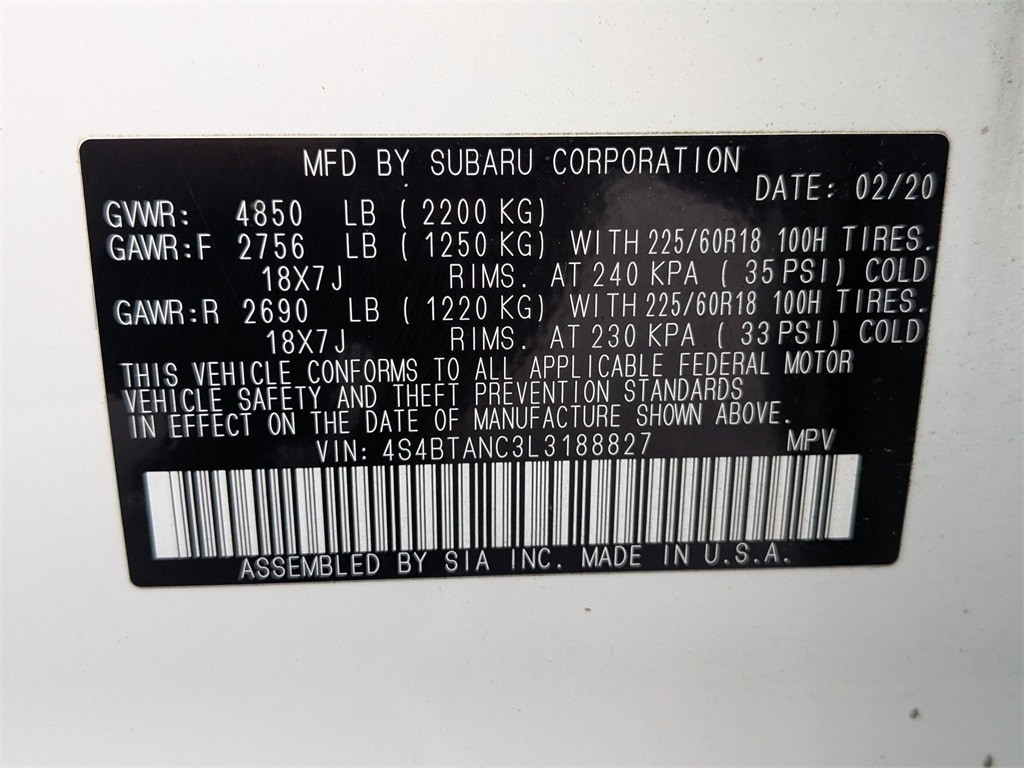 MFD BY SUBARU CORPORATION
DATE: 02/20
GVWR: 4850 LB ( 2200 KG)
GAWR:F 2756 LB ( 1250 KG) WITH 225/60R18 100H TIRES.
18X7J RIMS. AT 240 KPA ( 35 PSI) COLD
GAWR:R 2690 LB ( 1220 KG) WITH 225/60R18 100H TIRES.
18X7J RIMS. AT 230 KPA ( 33 PSI) COLD
THIS VEHICLE CONFORMS TO ALL APPLICABLE FEDERAL MOTOR
VEHICLE SAFETY AND THEFT PREVENTION STANDARDS
IN EFFECT ON THE DATE OF MANUFACTURE SHOWN ABOVE.
VIN: 4S4BTANC3L3188827 MPV
ASSEMBLED BY SIA INC. MADE IN U.S.A.